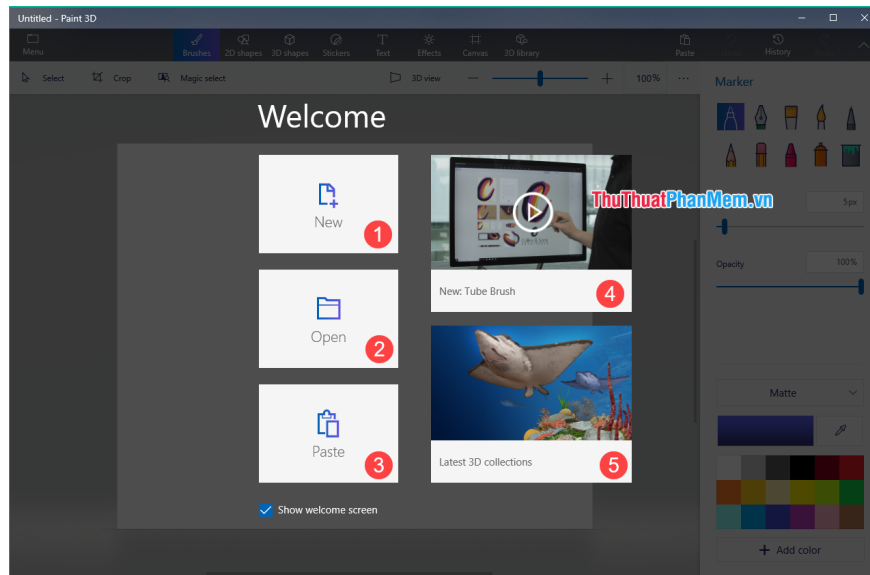 Untitled - Paint 3D
Menu
Brushes
2D shapes
3D shapes
Stickers
Text
Effects
Canvas
3D library
Paste
History
Select
Crop
Magic select
3D view
100%
Marker
Welcome
New
1
Open
2
Paste
3
New: Tube Brush
4
Latest 3D collections
5
Show welcome screen
ThuThuatPhanMem.vn
5px
Opacity
100%
Matte
Add color